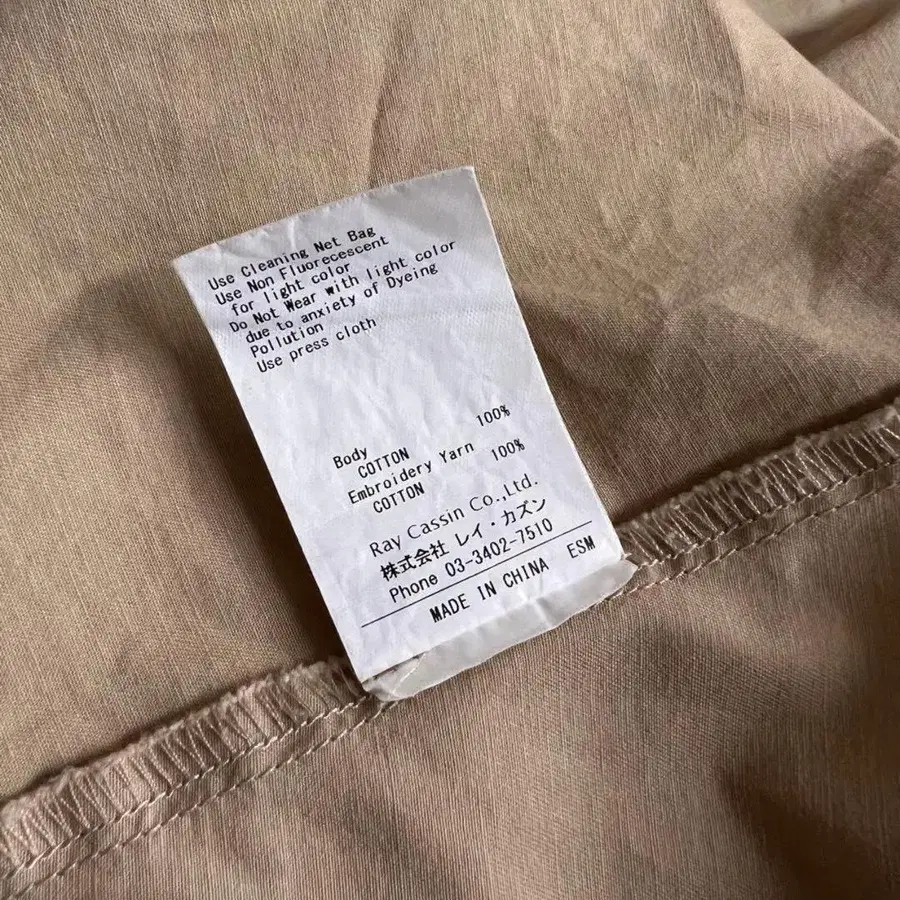 Use Cleaning Net Bag
Use Non Fluorecescent
for light color
Do Not Wear with light color
due to anxiety of Dyeing
Pollution
Use press cloth
Body
COTTON 100%
Embroidery Yarn
COTTON 100%
Ray Cassin Co.,Ltd.
株式会社 レイ・カズン
Phone 03-3402-7510
MADE IN CHINA ESM